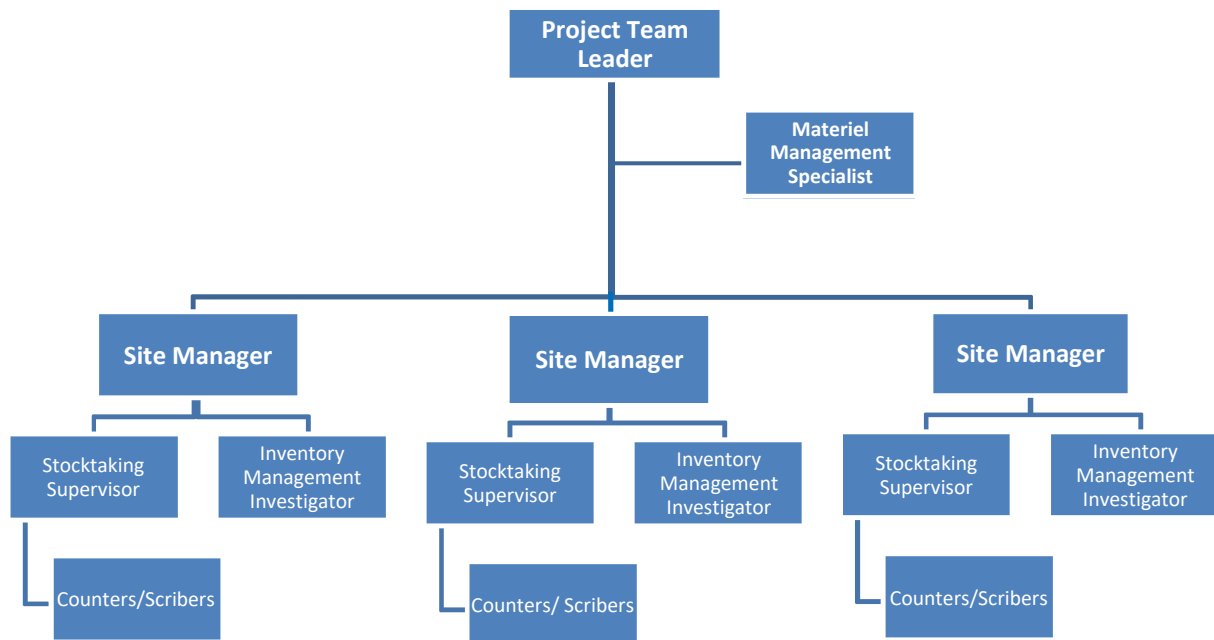 Project Team
Leader
Materiel
Management
Specialist
Site Manager
Site Manager
Site Manager
Stocktaking
Supervisor
Inventory
Management
Investigator
Stocktaking
Supervisor
Inventory
Management
Investigator
Stocktaking
Supervisor
Inventory
Management
Investigator
Counters/Scribers
Counters/ Scribers
Counters/Scribers